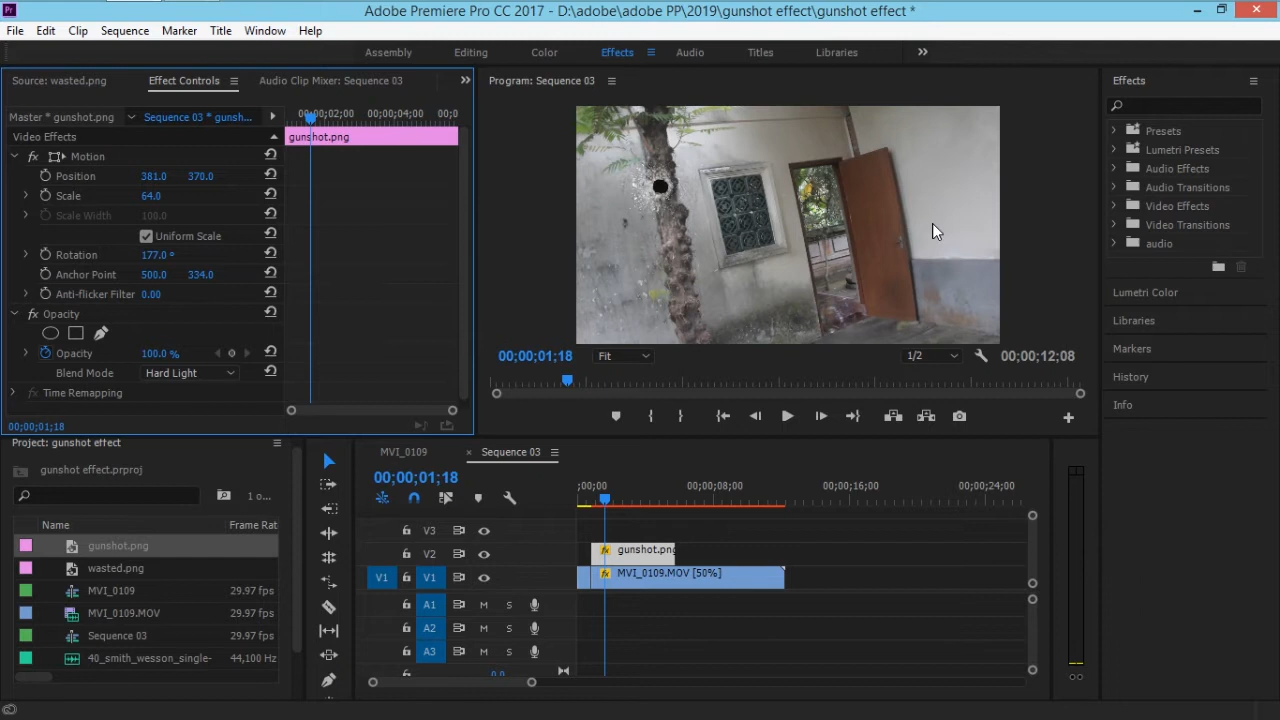 Adobe Premiere Pro CC 2017 - D:\adobe\adobe PP\2019\gunshot effect\gunshot effect *
File Edit Clip Sequence Marker Title Window Help
Assembly Editing Color Effects Audio Titles Libraries
Source: wasted.png Effect Controls Audio Clip Mixer: Sequence 03
Program: Sequence 03
Effects
Master * gunshot.png Sequence 03 * gunsh...
00;00;02;00 00;00;04;00 00;0
Video Effects
gunshot.png
Motion
Position 381.0 370.0
Scale 64.0
Scale Width 100.0
Uniform Scale
Rotation 177.0 °
Anchor Point 500.0 334.0
Anti-flicker Filter 0.00
fx Opacity
Opacity 100.0 %
Blend Mode Hard Light
Time Remapping
00;00;01;18
00;00;01;18 Fit 1/2 00;00;12;08
Presets
Lumetri Presets
Audio Effects
Audio Transitions
Video Effects
Video Transitions
audio
Lumetri Color
Libraries
Markers
History
Info
Project: gunshot effect
gunshot effect.prproj
1 o...
Name Frame Rat
gunshot.png
wasted.png
MVI_0109 29.97 fps
MVI_0109.MOV 29.97 fps
Sequence 03 29.97 fps
40_smith_wesson_single- 44,100 Hz
MVI_0109 × Sequence 03
00;00;01;18
;00;00 00;00;08;00 00;00;16;00 00;00;24;00
V3
V2 fx gunshot.png
V1 V1 fx MVI_0109.MOV [50%]
A1 M S
A2 M S
A3 M S
0.0